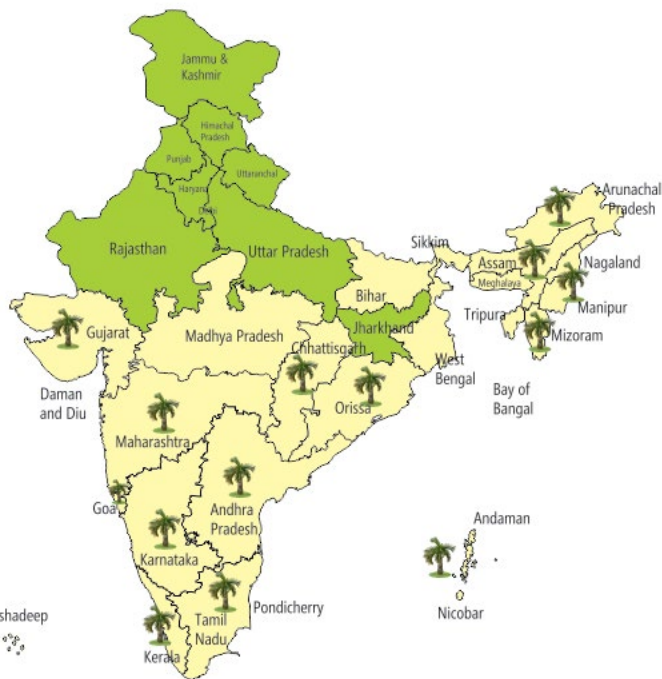 Jammu &
Kashmir
Himachal
Pradesh
Punjab
Uttaranchal
Haryana
Delhi
Rajasthan
Uttar Pradesh
Arunachal
Pradesh
Sikkim
Assam
Nagaland
Meghalaya
Bihar
Manipur
Tripura
Mizoram
Jharkhand
Gujarat
Madhya Pradesh
Chhattisgath
West
Bengal
Daman
and Diu
Orissa
Bay of
Bangal
Maharashtra
Goa
Andhra
Pradesh
Andaman
Karnataka
Nicobar
Pondicherry
Tamil
Nadu
shadeep
Kerala